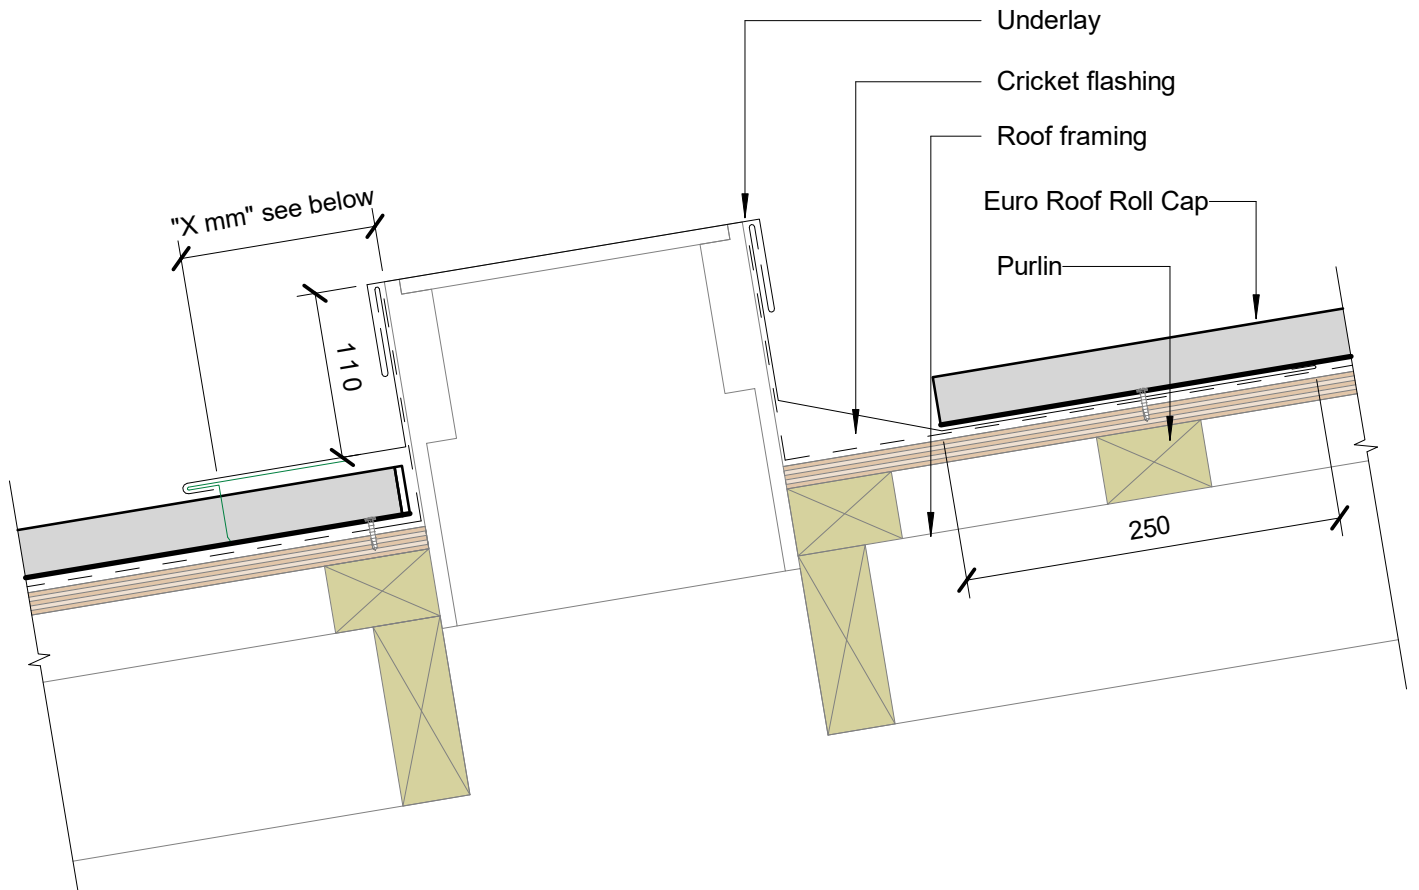 Underlay
Cricket flashing
Roof framing
Euro Roof Roll Cap
Purlin
"X mm" see below
110
250